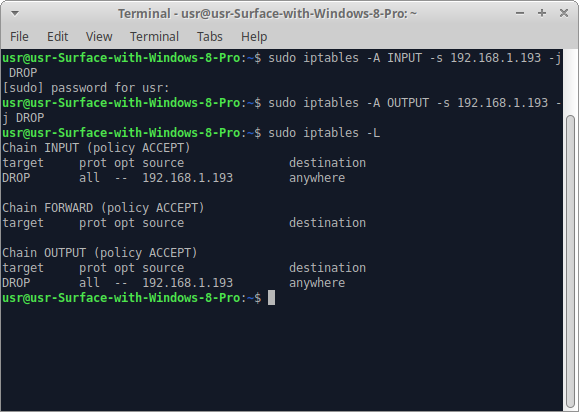 Terminal - usr@usr-Surface-with-Windows-8-Pro: ~
File Edit View Terminal Tabs Help
usr@usr-Surface-with-Windows-8-Pro:~$ sudo iptables -A INPUT -s 192.168.1.193 -j
 DROP
[sudo] password for usr:
usr@usr-Surface-with-Windows-8-Pro:~$ sudo iptables -A OUTPUT -s 192.168.1.193 -
j DROP
usr@usr-Surface-with-Windows-8-Pro:~$ sudo iptables -L
Chain INPUT (policy ACCEPT)
target     prot opt source               destination
DROP       all  --  192.168.1.193        anywhere

Chain FORWARD (policy ACCEPT)
target     prot opt source               destination

Chain OUTPUT (policy ACCEPT)
target     prot opt source               destination
DROP       all  --  192.168.1.193        anywhere
usr@usr-Surface-with-Windows-8-Pro:~$